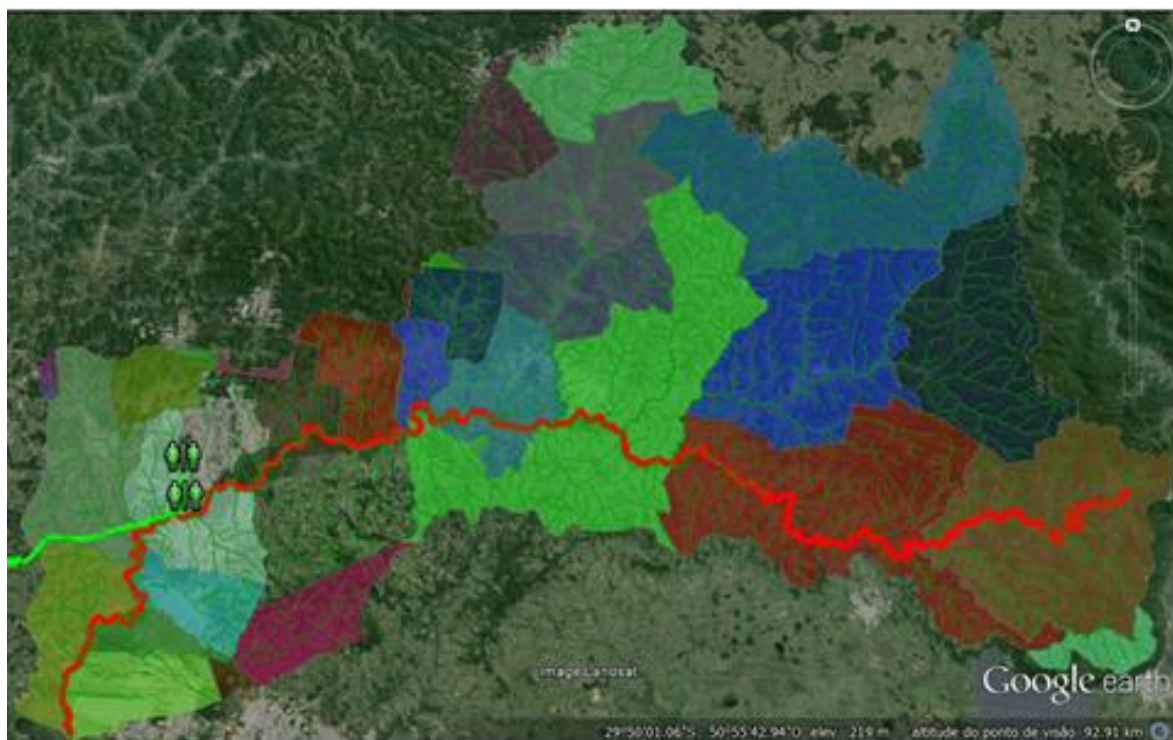 Image Landsat
Google earth
29°50'01.06"S 50°55'42.94"O elev 219 m altitude do ponto de visão 92.91 km